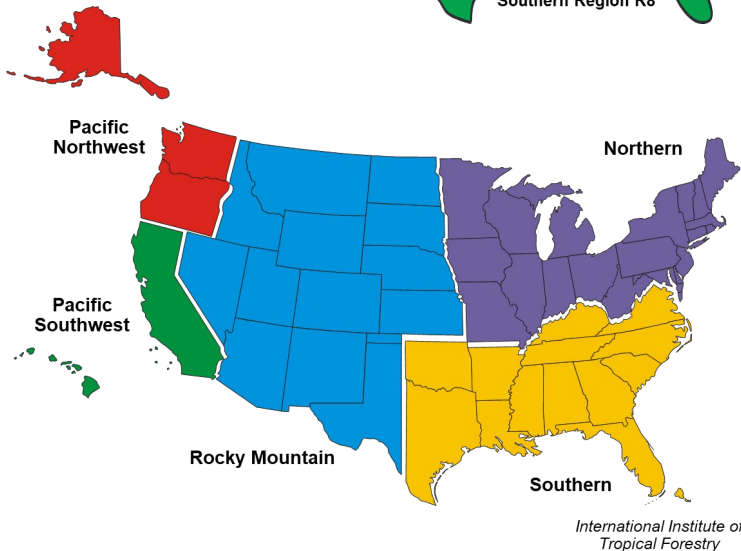 Southern Region R8
Pacific
Northwest
Northern
Pacific
Southwest
Rocky Mountain
Southern
International Institute of
Tropical Forestry